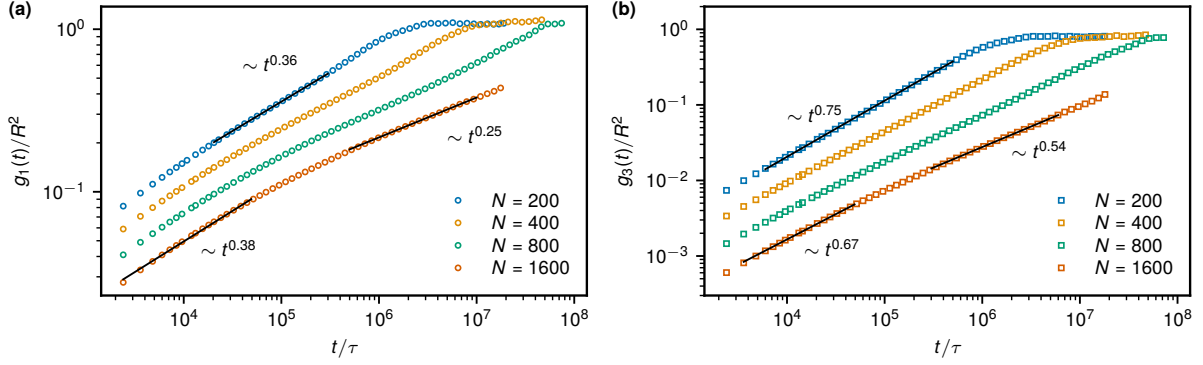 (a)
10^0
10^{-1}
g_1(t)/R^2
∼ t^{0.36}
∼ t^{0.25}
∼ t^{0.38}
N = 200
N = 400
N = 800
N = 1600
10^4
10^5
10^6
10^7
10^8
t/τ
(b)
10^0
10^{-1}
10^{-2}
10^{-3}
g_3(t)/R^2
∼ t^{0.75}
∼ t^{0.54}
∼ t^{0.67}
N = 200
N = 400
N = 800
N = 1600
10^4
10^5
10^6
10^7
10^8
t/τ